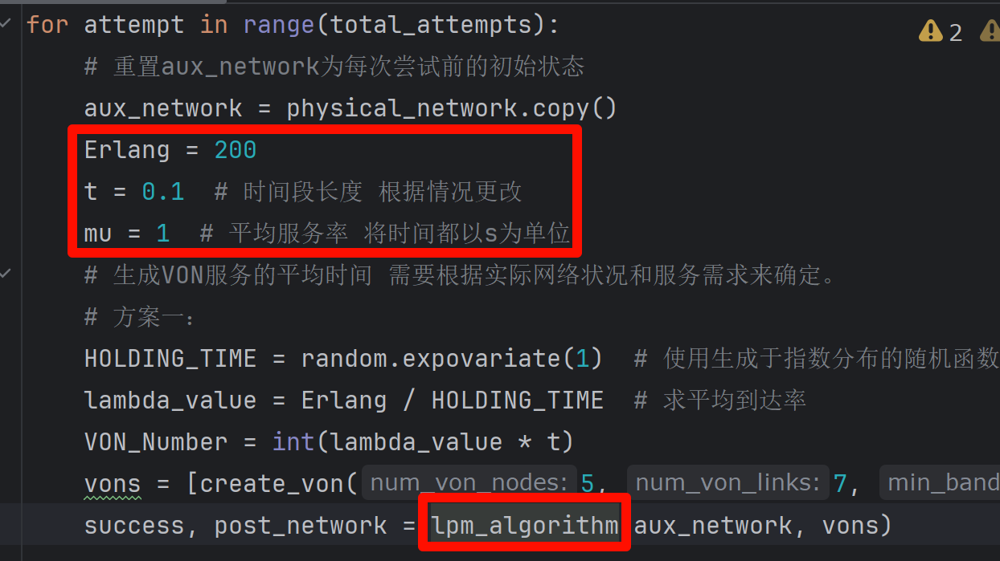 for attempt in range(total_attempts):
2
# 重置aux_network为每次尝试前的初始状态
aux_network = physical_network.copy()
Erlang = 200
t = 0.1  # 时间段长度 根据情况更改
mu = 1  # 平均服务率 将时间都以s为单位
# 生成VON服务的平均时间 需要根据实际网络状况和服务需求来确定。
# 方案一：
HOLDING_TIME = random.expovariate(1)  # 使用生成于指数分布的随机函数
lambda_value = Erlang / HOLDING_TIME  # 求平均到达率
VON_Number = int(lambda_value * t)
vons = [create_von( num_von_nodes: 5, num_von_links: 7, min_band
success, post_network = lpm_algorithm aux_network, vons)